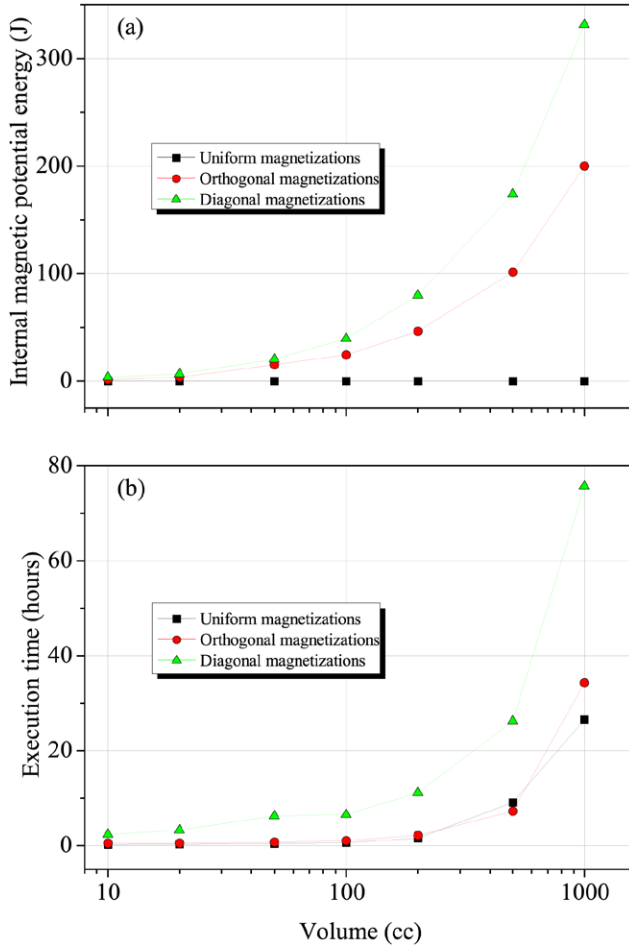 (a)
Internal magnetic potential energy (J)
300
200
100
0
Uniform magnetizations
Orthogonal magnetizations
Diagonal magnetizations
(b)
Execution time (hours)
80
60
40
20
0
Uniform magnetizations
Orthogonal magnetizations
Diagonal magnetizations
10 100 1000
Volume (cc)